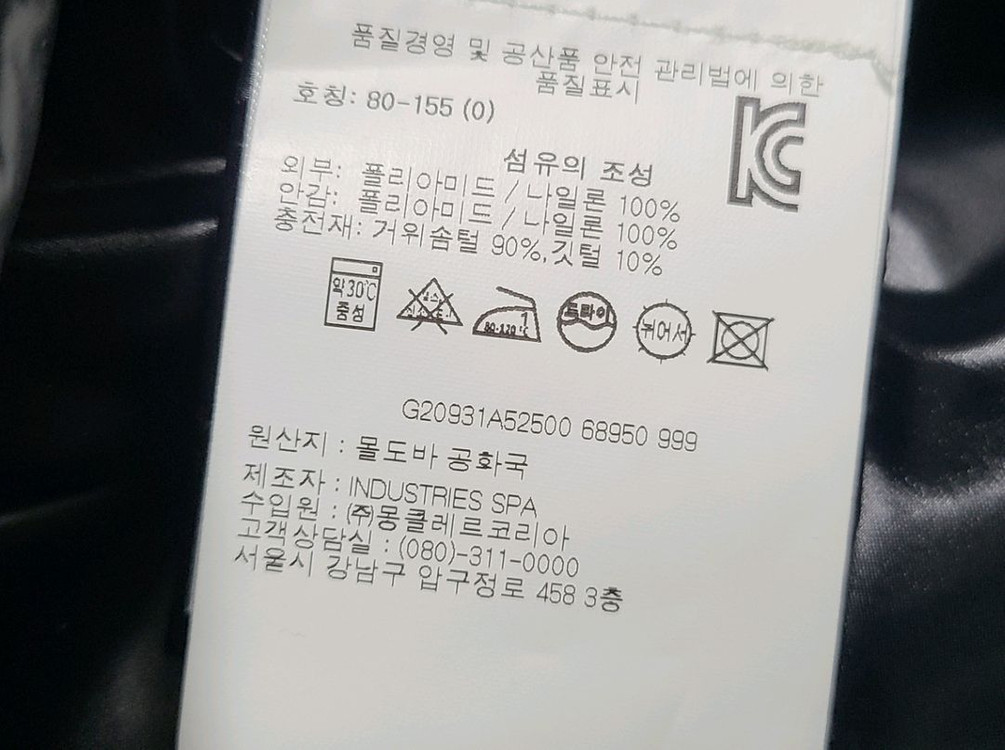 품질경영 및 공산품 안전 관리법에 의한
품질표시
호칭: 80-155 (0)
KC
섬유의 조성
외부: 폴리아미드 / 나일론 100%
안감: 폴리아미드 / 나일론 100%
충전재: 거위솜털 90%,깃털 10%
약30℃
중성
1
80-120℃
드라이
뉘어서
G20931A52500 68950 999
원산지 : 몰도바 공화국
제조자 : INDUSTRIES SPA
수입원 : (주)몽클레르코리아
고객상담실 : (080)-311-0000
서울시 강남구 압구정로 458 3층